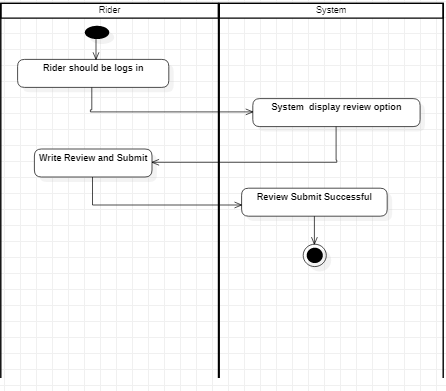 Rider
System
Rider should be logs in
System display review option
Write Review and Submit
Review Submit Successful